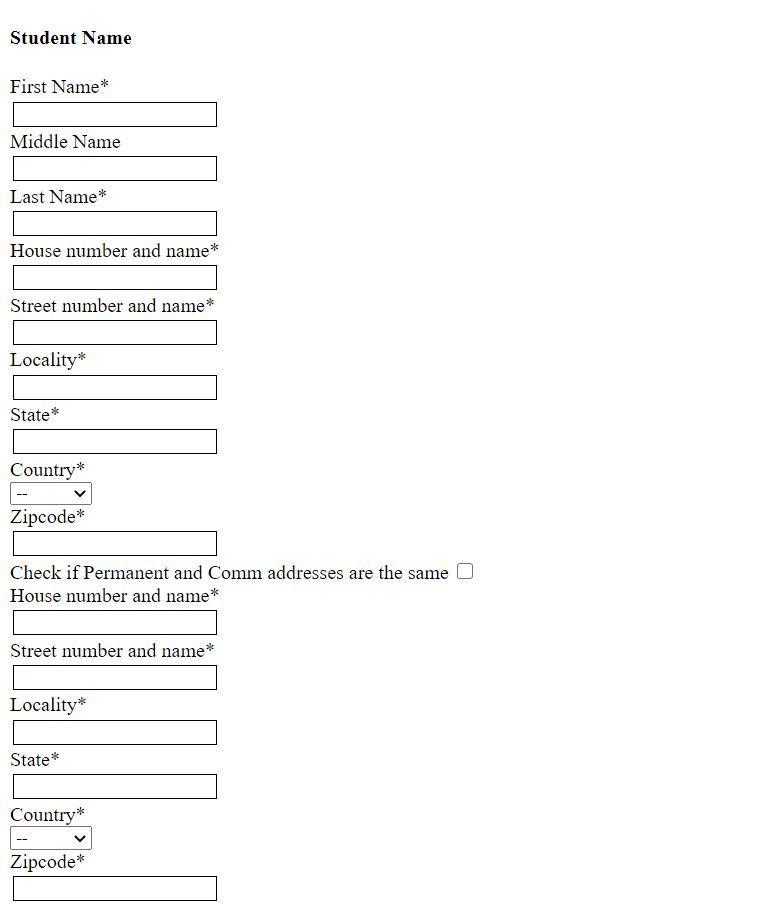 Student Name
First Name*
Middle Name
Last Name*
House number and name*
Street number and name*
Locality*
State*
Country*
--
Zipcode*
Check if Permanent and Comm addresses are the same
House number and name*
Street number and name*
Locality*
State*
Country*
--
Zipcode*